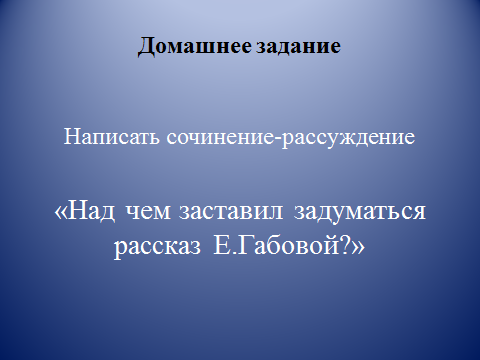 Домашнее задание
Написать сочинение-рассуждение
«Над чем заставил задуматься
рассказ Е.Габовой?»